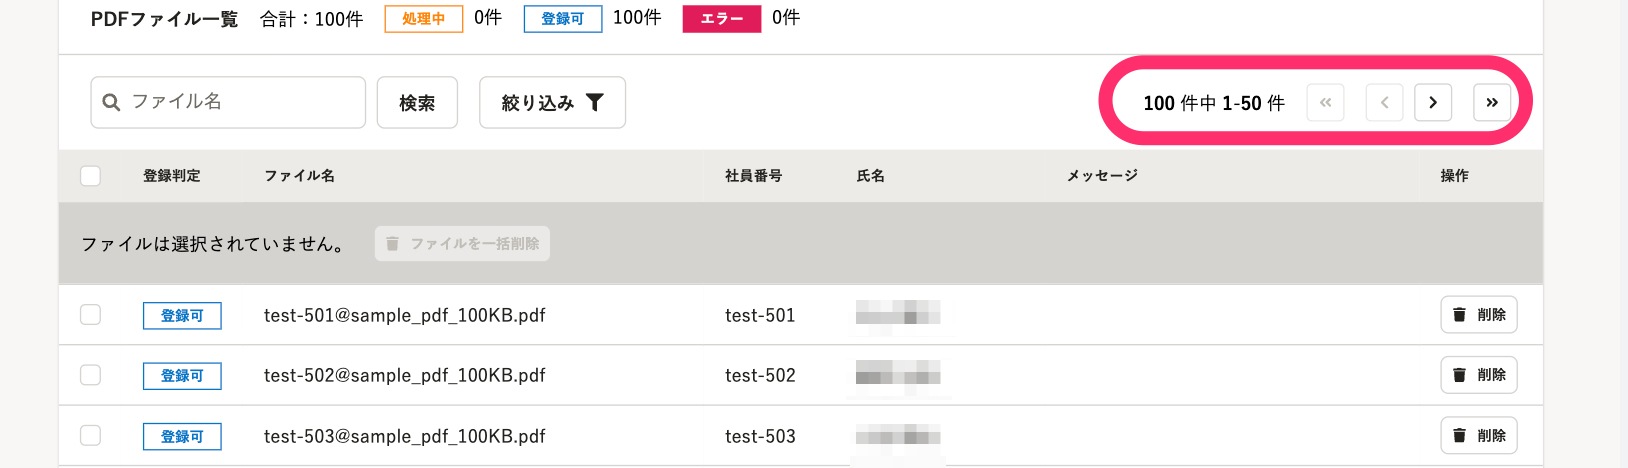 PDFファイル一覧 合計：100件 処理中 0件 登録可 100件 エラー 0件
ファイル名 検索 絞り込み 100 件中 1-50 件 « ‹ › »
登録判定 ファイル名 社員番号 氏名 メッセージ 操作
ファイルは選択されていません。 ファイルを一括削除
登録可 test-501@sample_pdf_100KB.pdf test-501 削除
登録可 test-502@sample_pdf_100KB.pdf test-502 削除
登録可 test-503@sample_pdf_100KB.pdf test-503 削除